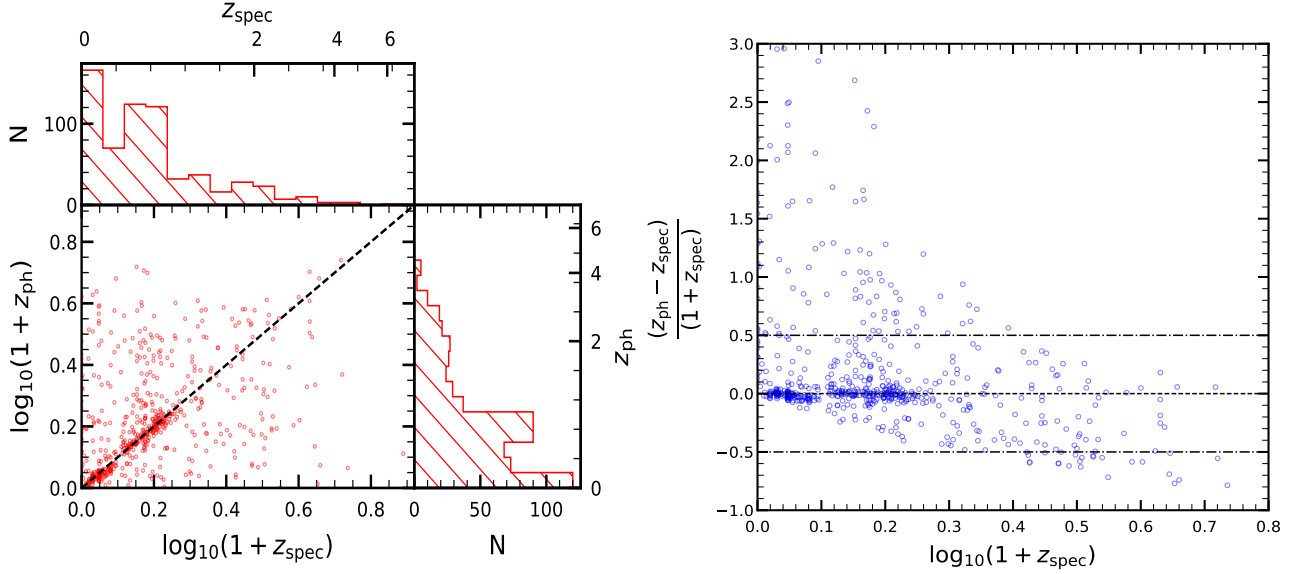 z_spec
0 2 4 6
N
100
0
log10(1 + z_ph)
0.8
0.6
0.4
0.2
0.0
0.0 0.2 0.4 0.6 0.8
log10(1 + z_spec)
0 50 100
N
6
4
2
0
z_ph
(z_ph − z_spec)
(1 + z_spec)
3.0
2.5
2.0
1.5
1.0
0.5
0.0
−0.5
−1.0
0.0 0.1 0.2 0.3 0.4 0.5 0.6 0.7 0.8
log10(1 + z_spec)